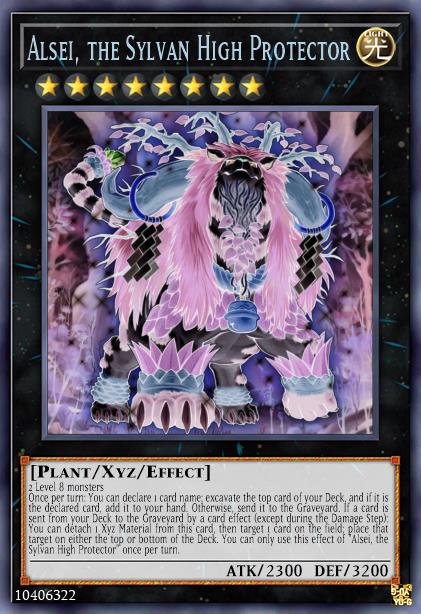 ALSEI, THE SYLVAN HIGH PROTECTOR
LIGHT
光
[PLANT/XYZ/EFFECT]
2 Level 8 monsters
Once per turn: You can declare 1 card name; excavate the top card of your Deck, and if it is
the declared card, add it to your hand. Otherwise, send it to the Graveyard. If a card is
sent from your Deck to the Graveyard by a card effect (except during the Damage Step):
You can detach 1 Xyz Material from this card, then target 1 card on the field; place that
target on either the top or bottom of the Deck. You can only use this effect of "Alsei, the
Sylvan High Protector" once per turn.
ATK/2300 DEF/3200
10406322